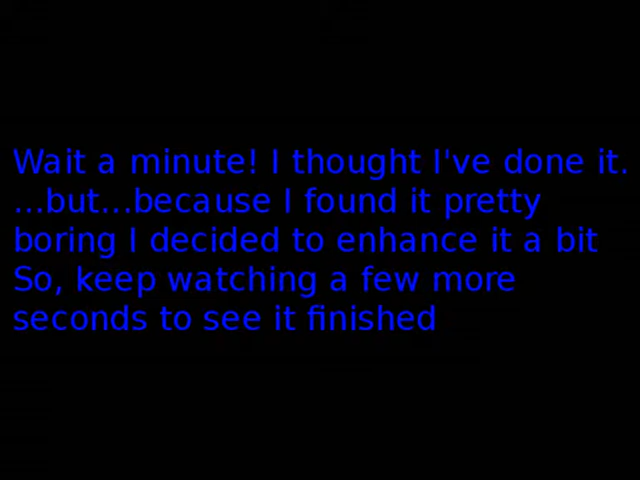 Wait a minute! I thought I've done it.
...but...because I found it pretty
boring I decided to enhance it a bit
So, keep watching a few more
seconds to see it finished